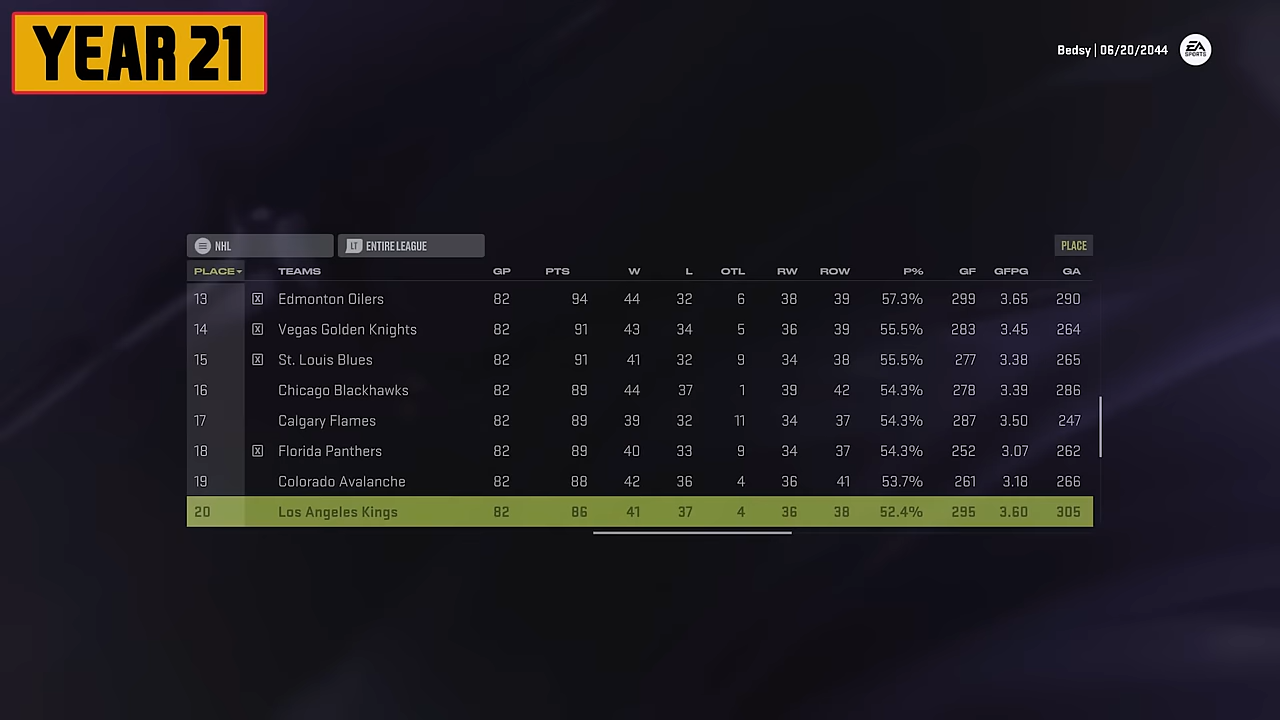 YEAR 21
Bedsy | 06/20/2044
EA SPORTS
NHL LT ENTIRE LEAGUE PLACE
PLACE TEAMS GP PTS W L OTL RW ROW P% GF GFPG GA
13 X Edmonton Oilers 82 94 44 32 6 38 39 57.3% 299 3.65 290
14 X Vegas Golden Knights 82 91 43 34 5 36 39 55.5% 283 3.45 264
15 X St. Louis Blues 82 91 41 32 9 34 38 55.5% 277 3.38 265
16 Chicago Blackhawks 82 89 44 37 1 39 42 54.3% 278 3.39 286
17 Calgary Flames 82 89 39 32 11 34 37 54.3% 287 3.50 247
18 X Florida Panthers 82 89 40 33 9 34 37 54.3% 252 3.07 262
19 Colorado Avalanche 82 88 42 36 4 36 41 53.7% 261 3.18 266
20 Los Angeles Kings 82 86 41 37 4 36 38 52.4% 295 3.60 305